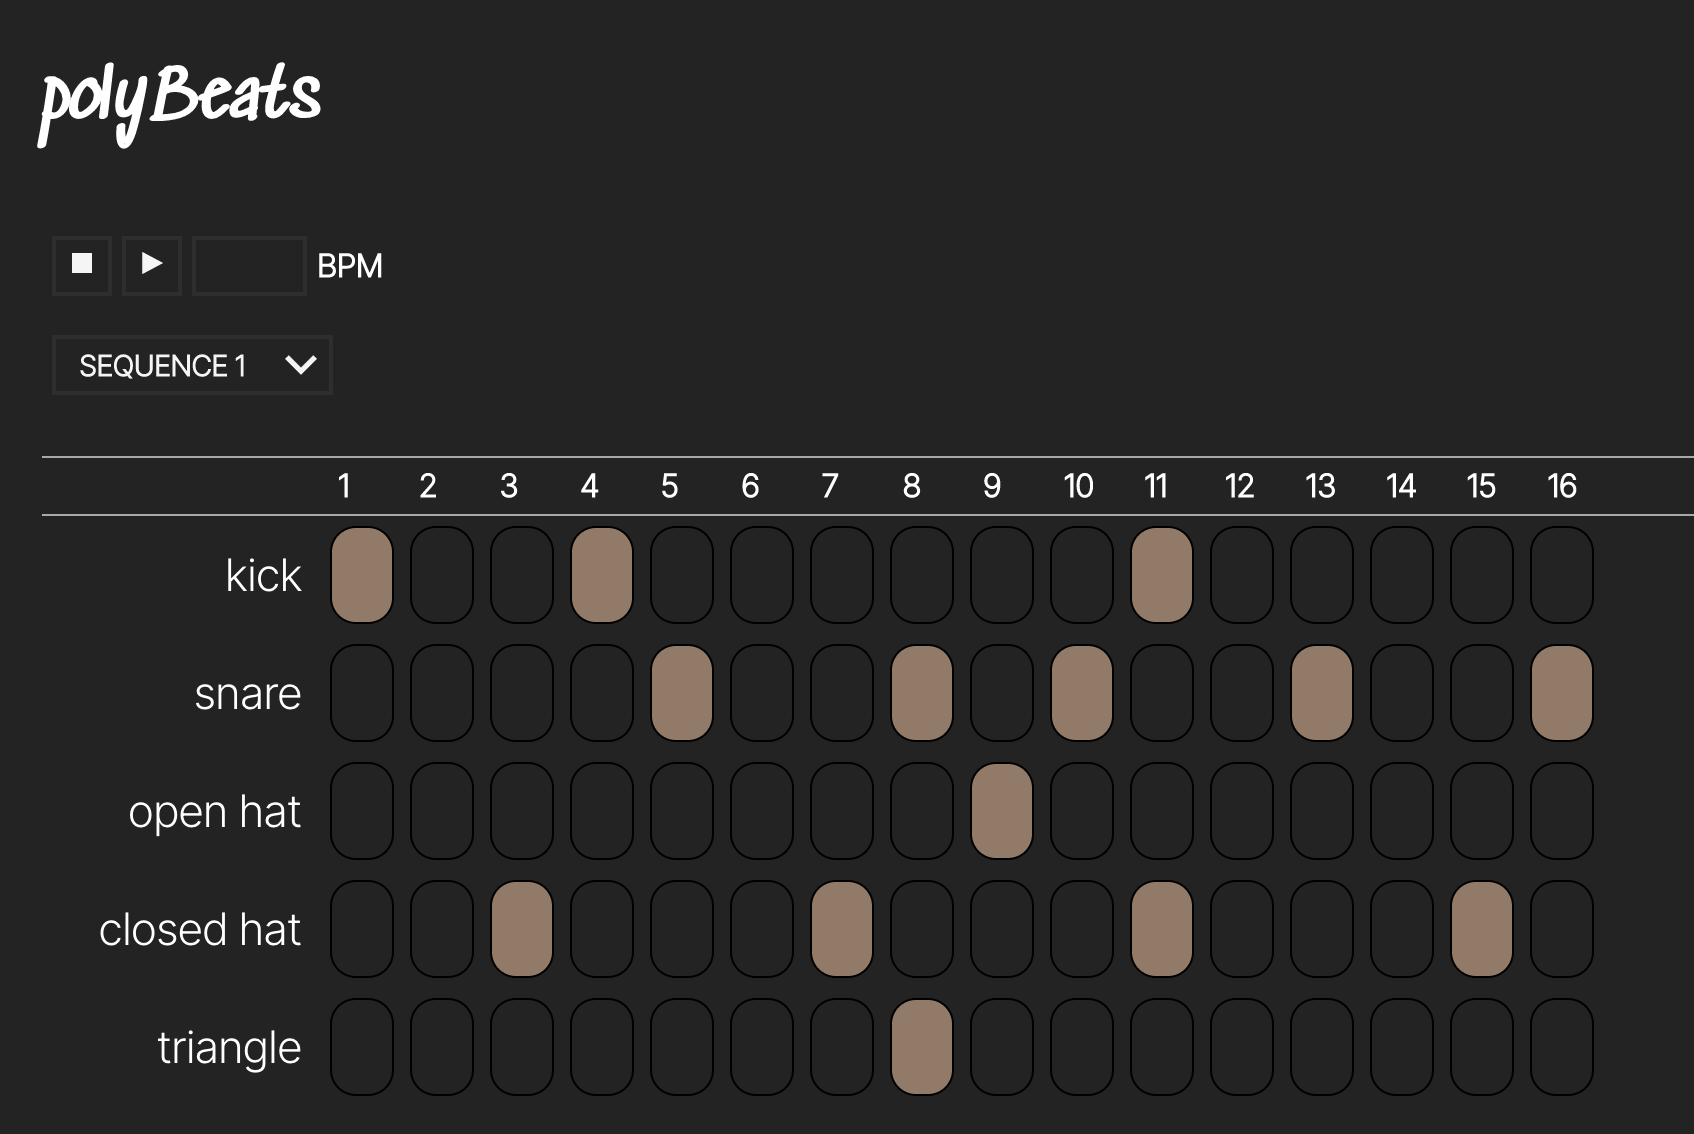 polyBeats
BPM
SEQUENCE 1
1 2 3 4 5 6 7 8 9 10 11 12 13 14 15 16
kick
snare
open hat
closed hat
triangle